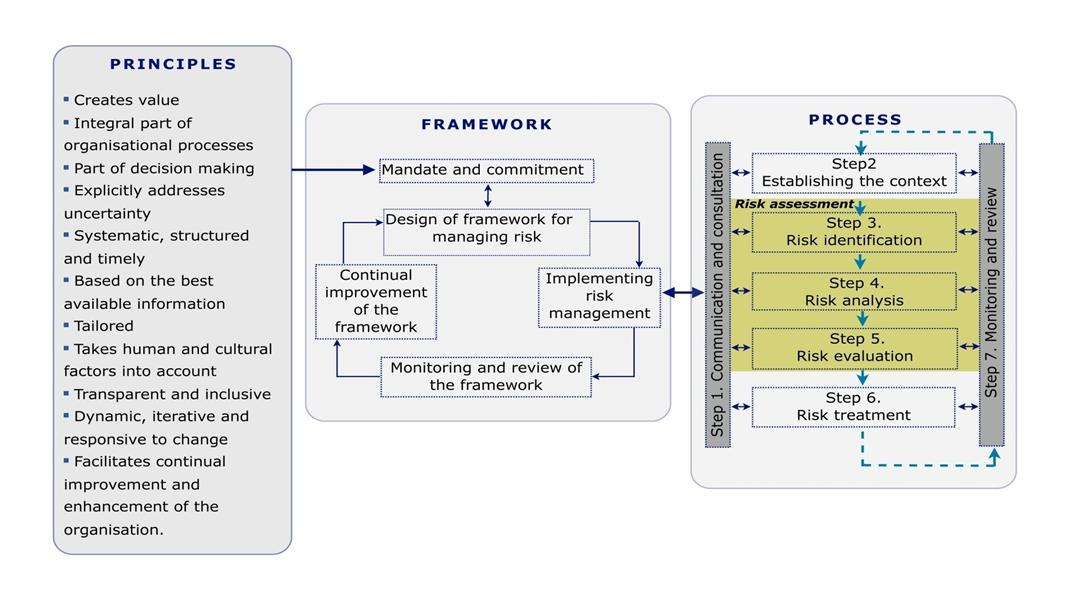 PRINCIPLES
▪ Creates value
▪ Integral part of
organisational processes
▪ Part of decision making
▪ Explicitly addresses
uncertainty
▪ Systematic, structured
and timely
▪ Based on the best
available information
▪ Tailored
▪ Takes human and cultural
factors into account
▪ Transparent and inclusive
▪ Dynamic, iterative and
responsive to change
▪ Facilitates continual
improvement and
enhancement of the
organisation.
FRAMEWORK
Mandate and commitment
Design of framework for
managing risk
Continual
improvement
of the
framework
Implementing
risk
management
Monitoring and review of
the framework
PROCESS
Step 1. Communication and consultation
Step2
Establishing the context
Risk assessment
Step 3.
Risk identification
Step 4.
Risk analysis
Step 5.
Risk evaluation
Step 6.
Risk treatment
Step 7. Monitoring and review